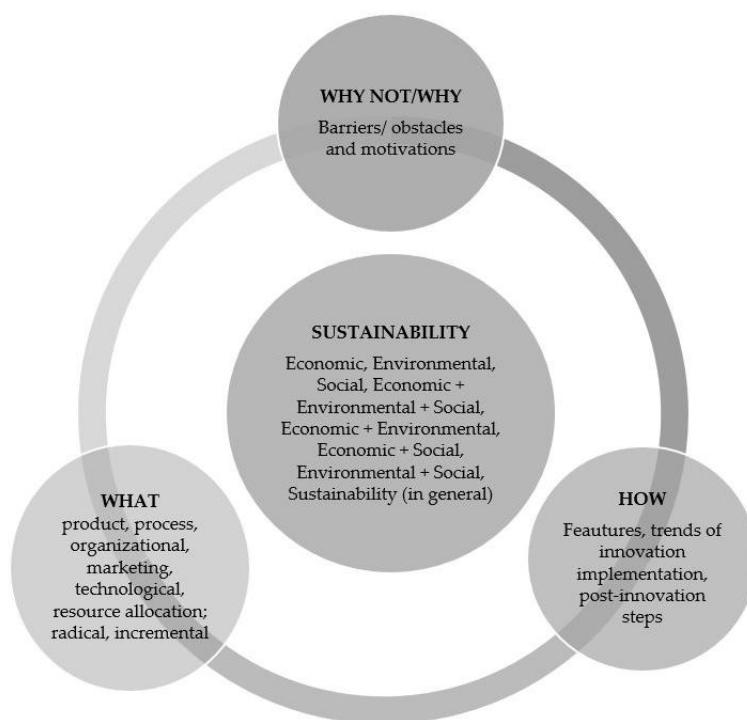 WHY NOT/WHY
Barriers/ obstacles
and motivations
SUSTAINABILITY
Economic, Environmental,
Social, Economic +
Environmental + Social,
Economic + Environmental,
Economic + Social,
Environmental + Social,
Sustainability (in general)
WHAT
product, process,
organizational,
marketing,
technological,
resource allocation;
radical, incremental
HOW
Feautures, trends of
innovation
implementation,
post-innovation
steps